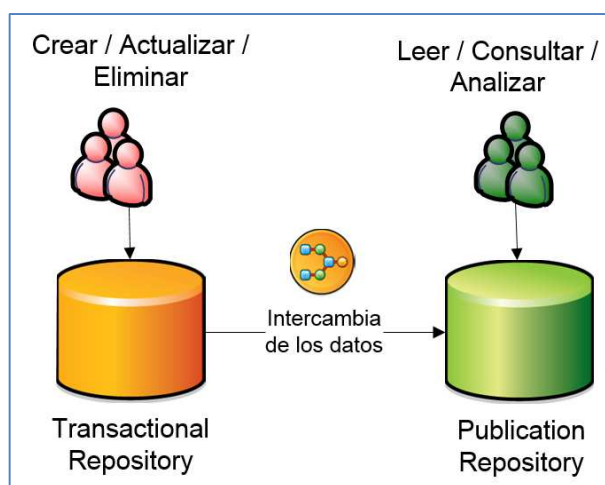 Crear / Actualizar /
Eliminar
Leer / Consultar /
Analizar
Intercambia
de los datos
Transactional
Repository
Publication
Repository